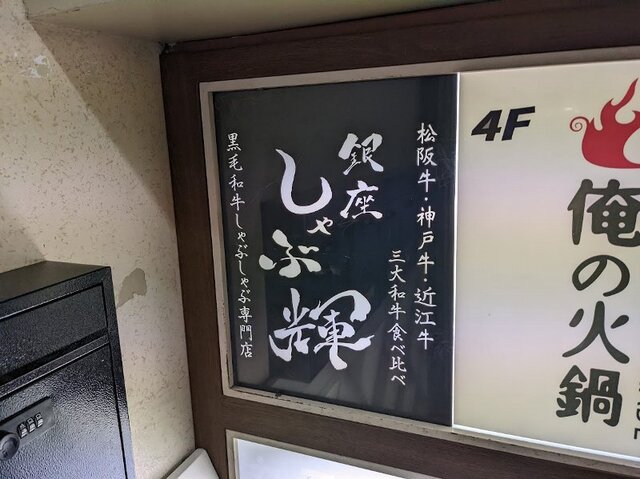 松阪牛・神戸牛・近江牛
三大和牛食べ比べ
銀座
しゃぶ輝
黒毛和牛しゃぶしゃぶ専門店
4F
俺の火鍋